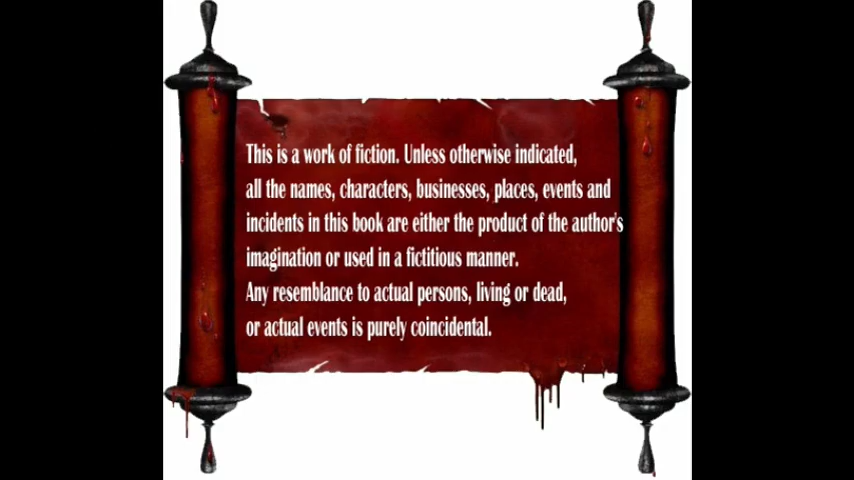 This is a work of fiction. Unless otherwise indicated,
all the names, characters, businesses, places, events and
incidents in this book are either the product of the author's
imagination or used in a fictitious manner.
Any resemblance to actual persons, living or dead,
or actual events is purely coincidental.